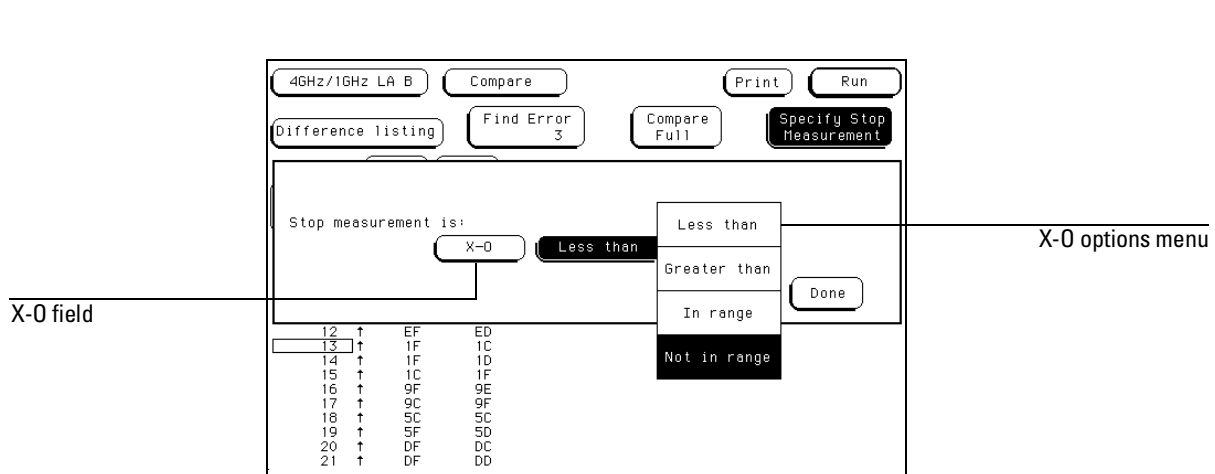 4GHz/1GHz LA B Compare Print Run
Difference listing Find Error 3 Compare Full Specify Stop Measurement
Stop measurement is:
X-O Less than
Less than
Greater than
In range
Not in range
Done
X-O options menu
X-O field
12 ↑ EF ED
13 ↑ 1F 1C
14 ↑ 1F 1D
15 ↑ 1C 1F
16 ↑ 9F 9E
17 ↑ 9C 9F
18 ↑ 5C 5C
19 ↑ 5F 5D
20 ↑ DF DC
21 ↑ DF DD